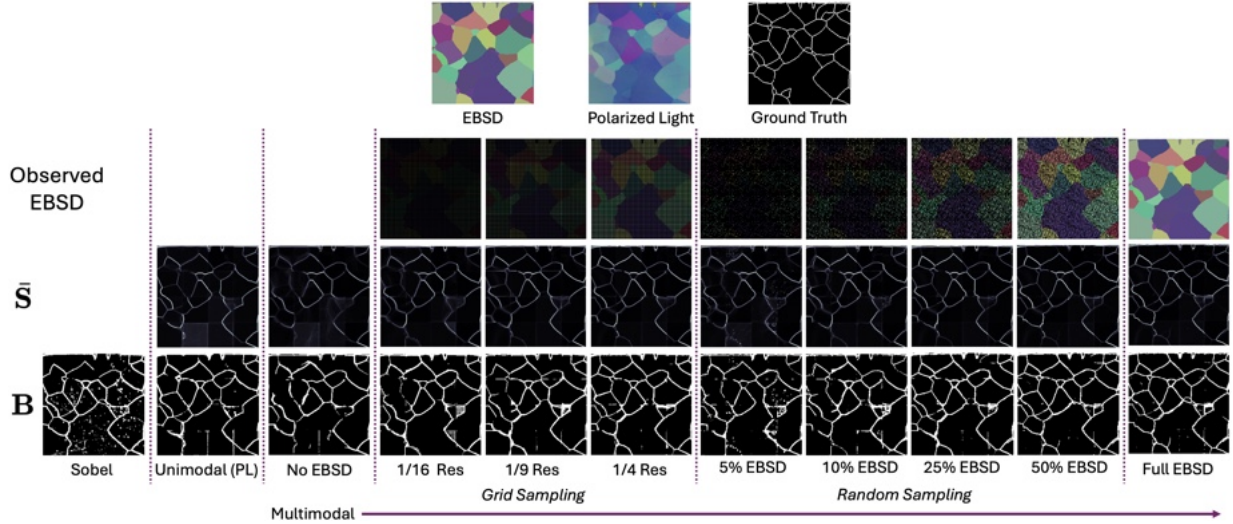 EBSD Polarized Light Ground Truth
Observed
EBSD
S̄
B
Sobel Unimodal (PL) No EBSD 1/16 Res 1/9 Res 1/4 Res 5% EBSD 10% EBSD 25% EBSD 50% EBSD Full EBSD
Grid Sampling Random Sampling
Multimodal